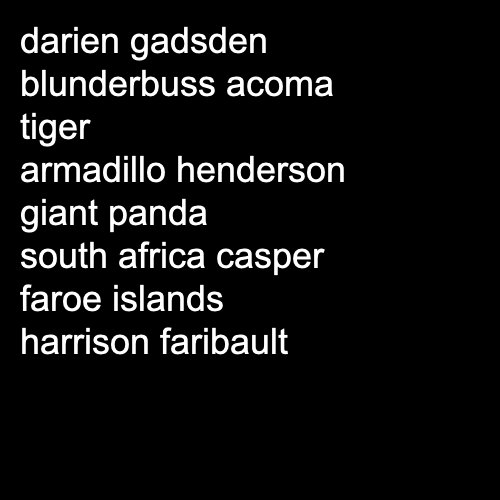 darien gadsden
blunderbuss acoma
tiger
armadillo henderson
giant panda
south africa casper
faroe islands
harrison faribault